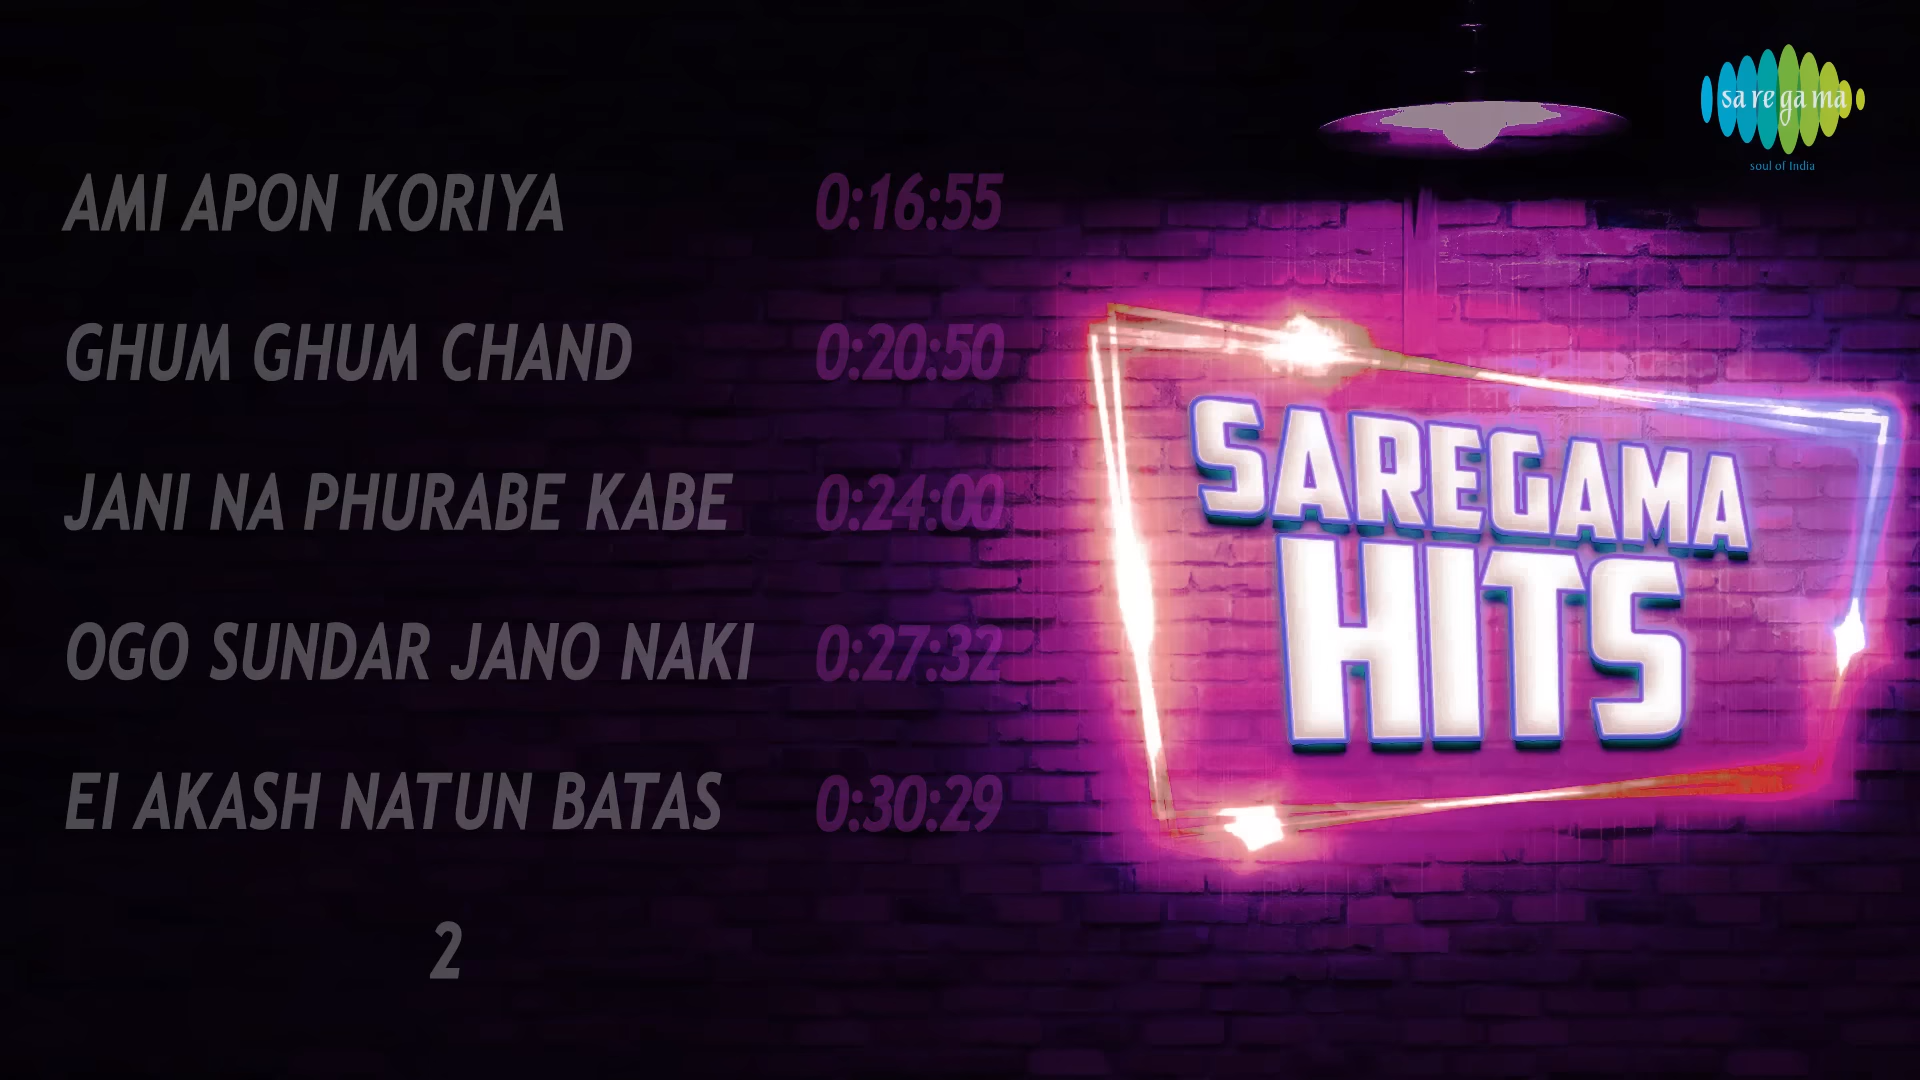 sa re ga ma
soul of India
AMI APON KORIYA 0:16:55
GHUM GHUM CHAND 0:20:50
JANI NA PHURABE KABE 0:24:00
OGO SUNDAR JANO NAKI 0:27:32
EI AKASH NATUN BATAS 0:30:29
2
SAREGAMA
HITS